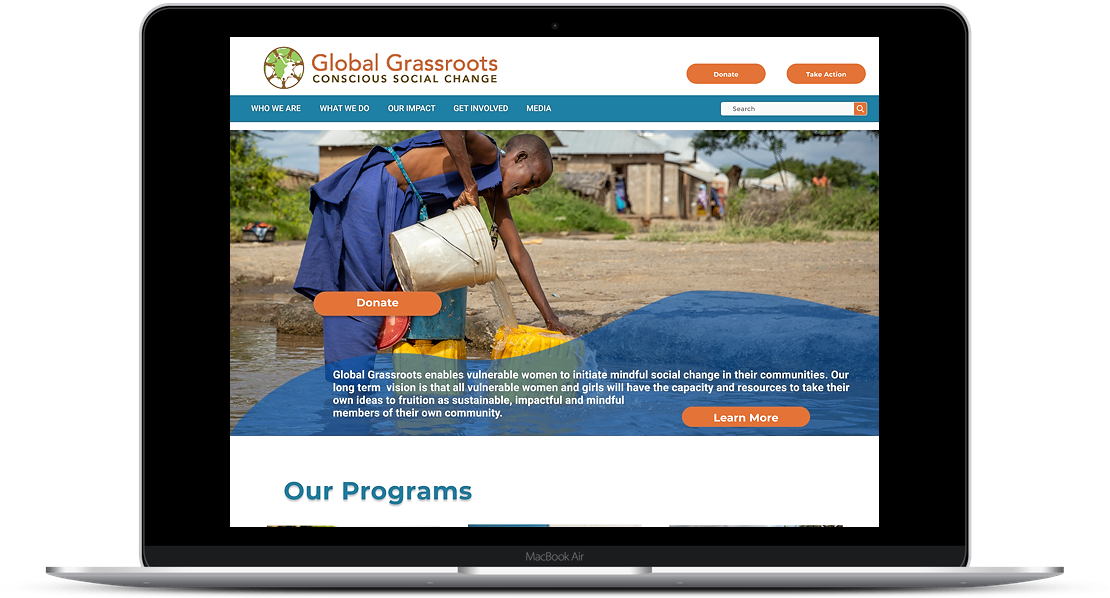 Global Grassroots
CONSCIOUS SOCIAL CHANGE
Donate
Take Action
WHO WE ARE
WHAT WE DO
OUR IMPACT
GET INVOLVED
MEDIA
Search
Donate
Global Grassroots enables vulnerable women to initiate mindful social change in their communities. Our
long term vision is that all vulnerable women and girls will have the capacity and resources to take their
own ideas to fruition as sustainable, impactful and mindful
members of their own community.
Learn More
Our Programs
MacBook Air